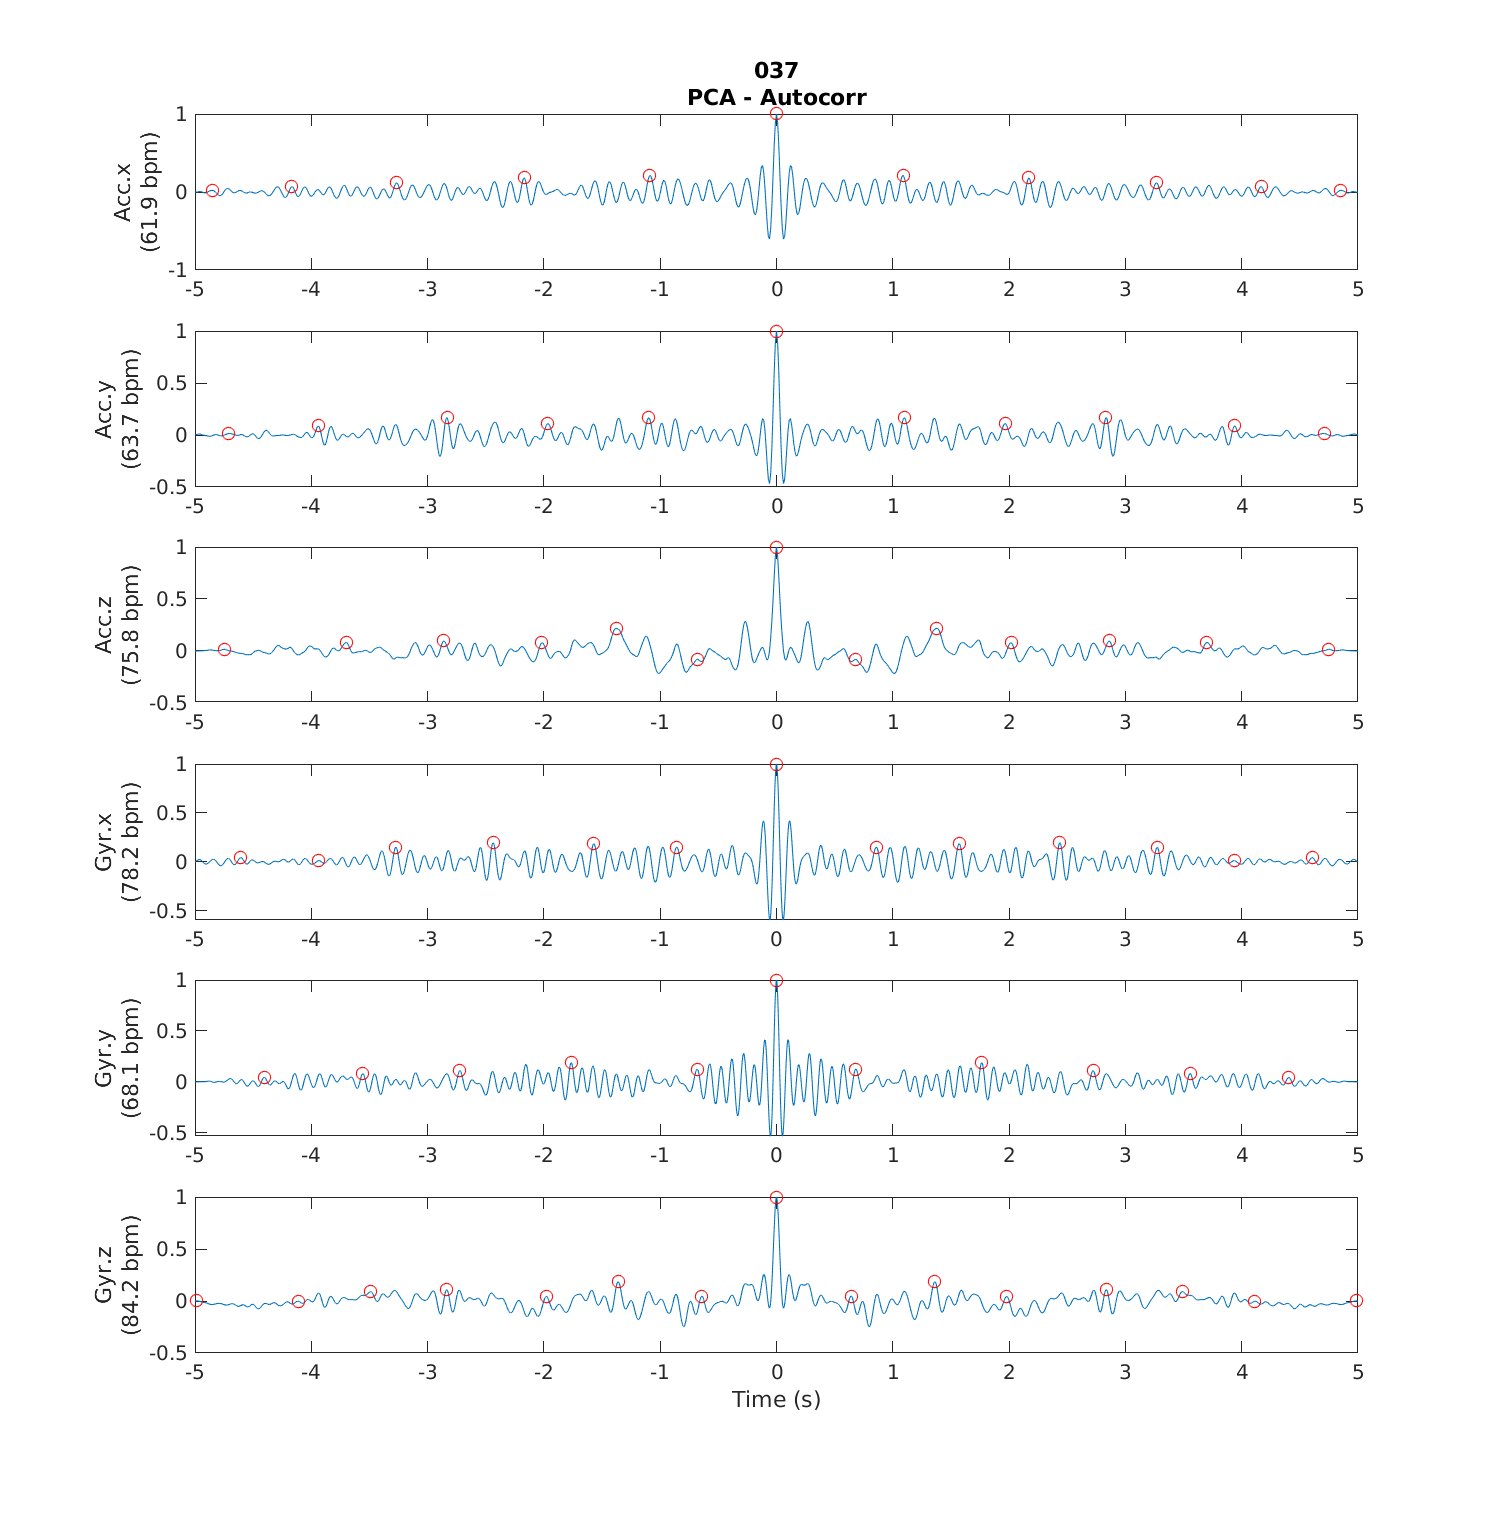 037
PCA - Autocorr
Acc.x
(61.9 bpm)
1
0
-1
-5 -4 -3 -2 -1 0 1 2 3 4 5
Acc.y
(63.7 bpm)
1
0.5
0
-0.5
-5 -4 -3 -2 -1 0 1 2 3 4 5
Acc.z
(75.8 bpm)
1
0.5
0
-0.5
-5 -4 -3 -2 -1 0 1 2 3 4 5
Gyr.x
(78.2 bpm)
1
0.5
0
-0.5
-5 -4 -3 -2 -1 0 1 2 3 4 5
Gyr.y
(68.1 bpm)
1
0.5
0
-0.5
-5 -4 -3 -2 -1 0 1 2 3 4 5
Gyr.z
(84.2 bpm)
1
0.5
0
-0.5
-5 -4 -3 -2 -1 0 1 2 3 4 5
Time (s)